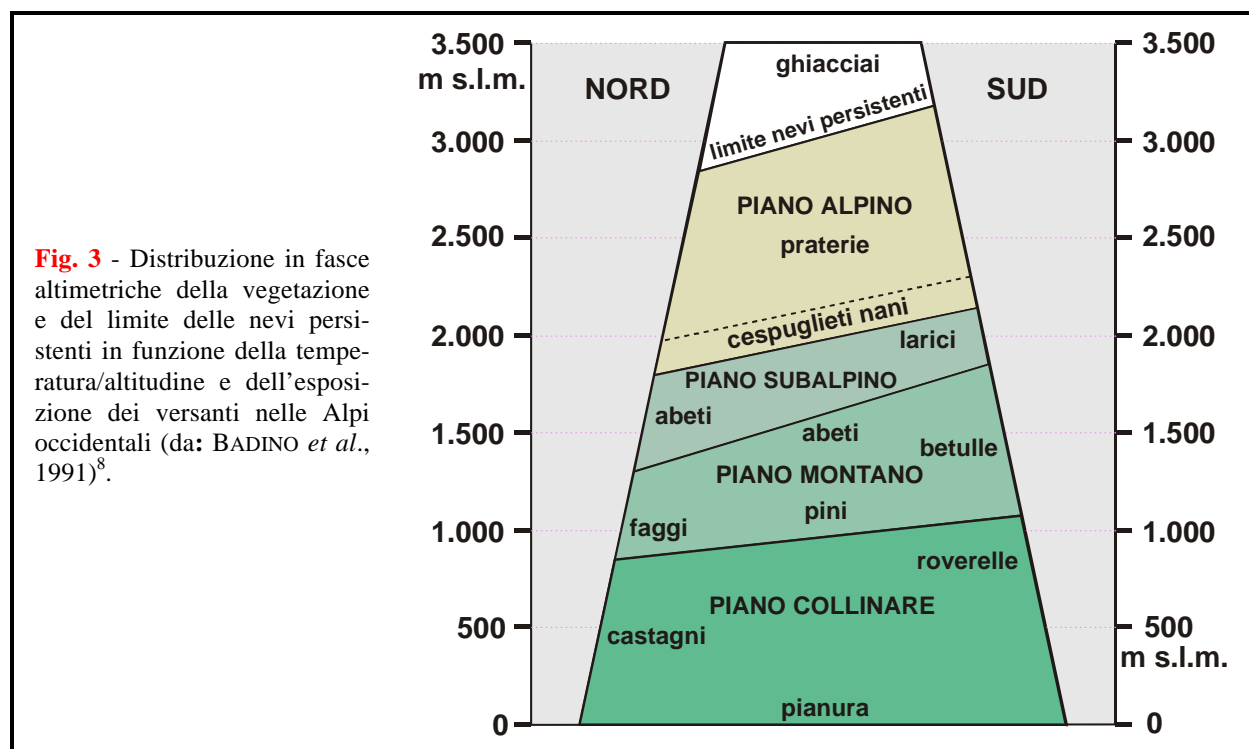 3.500
m s.l.m.
3.000
2.500
2.000
1.500
1.000
500
0
NORD
SUD
ghiacciai
limite nevi persistenti
PIANO ALPINO
praterie
cespuglieti nani
larici
PIANO SUBALPINO
abeti
abeti
betulle
PIANO MONTANO
pini
faggi
roverelle
PIANO COLLINARE
castagni
pianura
3.500
3.000
2.500
2.000
1.500
1.000
500
m s.l.m.
0
Fig. 3 - Distribuzione in fasce
altimetriche della vegetazione
e del limite delle nevi persi-
stenti in funzione della tempe-
ratura/altitudine e dell'esposi-
zione dei versanti nelle Alpi
occidentali (da: BADINO et al.,
1991)8.